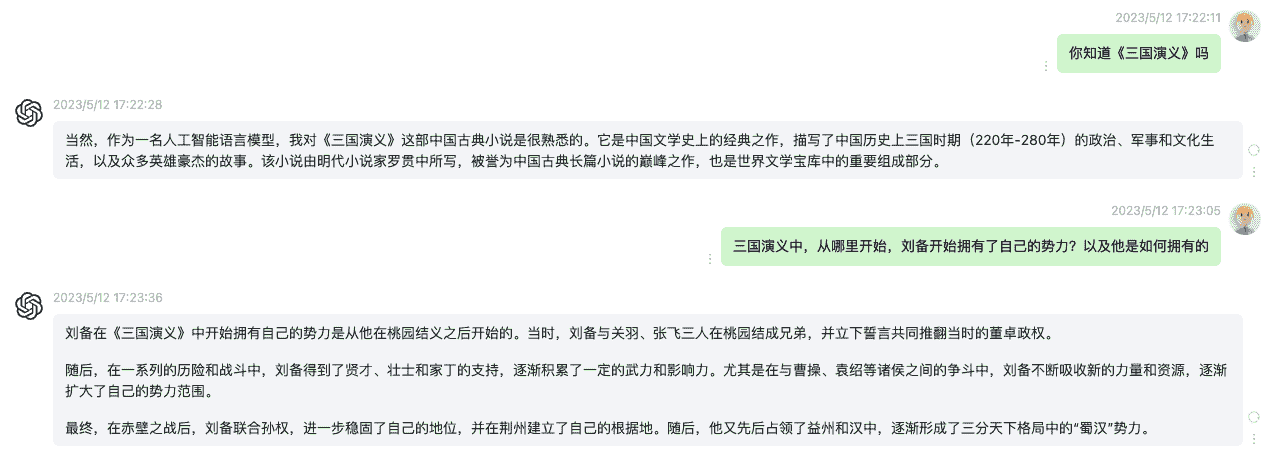 2023/5/12 17:22:11
你知道《三国演义》吗
2023/5/12 17:22:28
当然，作为一名人工智能语言模型，我对《三国演义》这部中国古典小说是很熟悉的。它是中国文学史上的经典之作，描写了中国历史上三国时期（220年-280年）的政治、军事和文化生
活，以及众多英雄豪杰的故事。该小说由明代小说家罗贯中所写，被誉为中国古典长篇小说的巅峰之作，也是世界文学宝库中的重要组成部分。
2023/5/12 17:23:05
三国演义中，从哪里开始，刘备开始拥有了自己的势力？以及他是如何拥有的
2023/5/12 17:23:36
刘备在《三国演义》中开始拥有自己的势力是从他在桃园结义之后开始的。当时，刘备与关羽、张飞三人在桃园结成兄弟，并立下誓言共同推翻当时的董卓政权。
随后，在一系列的历险和战斗中，刘备得到了贤才、壮士和家丁的支持，逐渐积累了一定的武力和影响力。尤其是在与曹操、袁绍等诸侯之间的争斗中，刘备不断吸收新的力量和资源，逐渐
扩大了自己的势力范围。
最终，在赤壁之战后，刘备联合孙权，进一步稳固了自己的地位，并在荆州建立了自己的根据地。随后，他又先后占领了益州和汉中，逐渐形成了三分天下格局中的“蜀汉”势力。